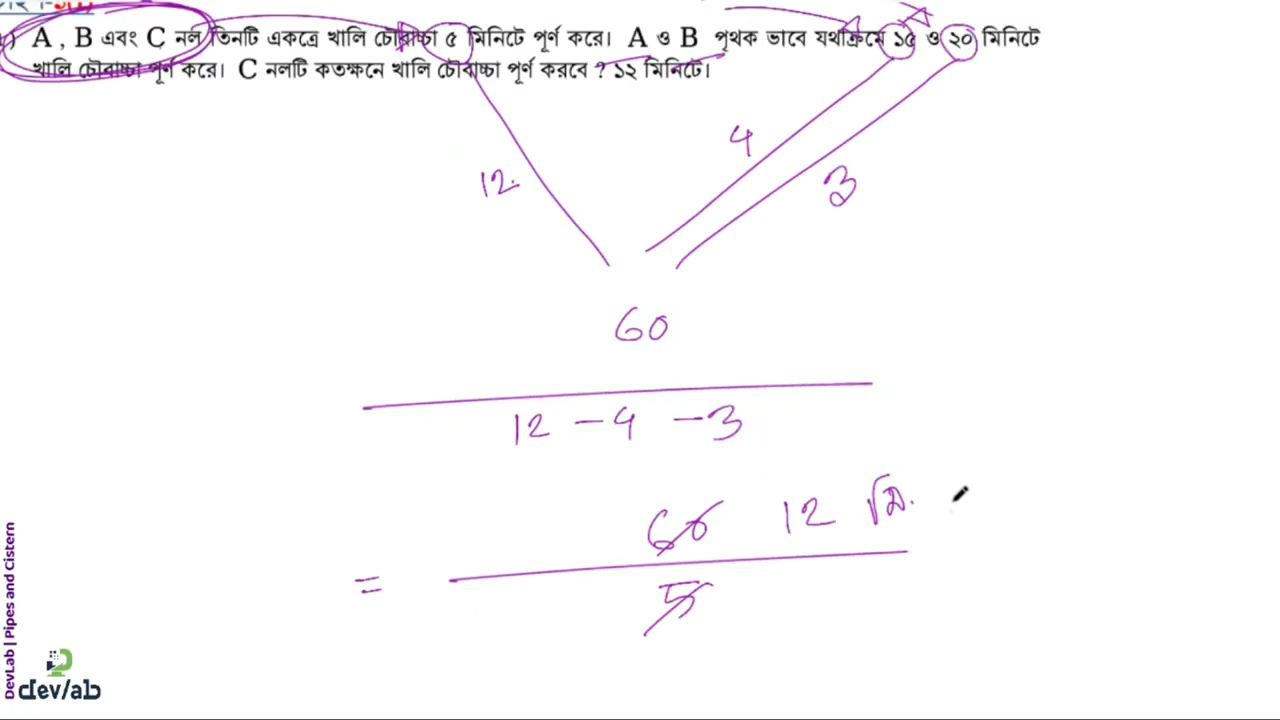 A , B এবং C নল তিনটি একত্রে খালি চৌবাচ্চা ৫ মিনিটে পূর্ণ করে। A ও B পৃথক ভাবে যথাক্রমে ১৫ ও ২০ মিনিটে
খালি চৌবাচ্চা পূর্ণ করে। C নলটি কতক্ষনে খালি চৌবাচ্চা পূর্ণ করবে ? ১২ মিনিটে।
4
12.
3
60
12 - 4 - 3
60 12 মি.
=
5
DevLab | Pipes and Cistern
dev/ab